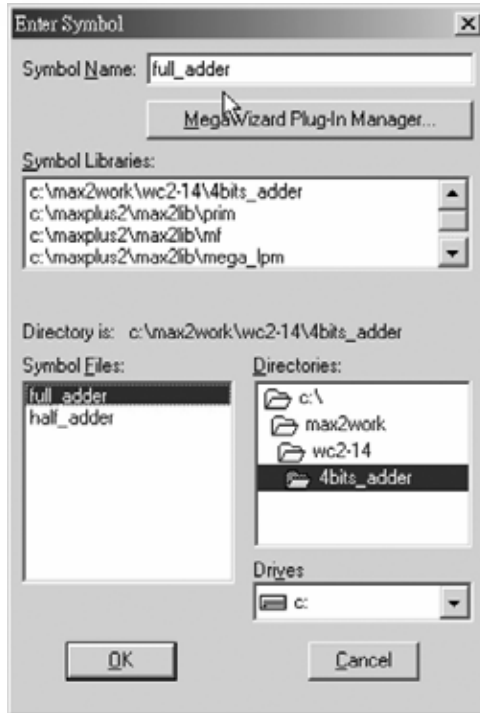 Enter Symbol
Symbol Name: full_adder
MegaWizard Plug-In Manager...
Symbol Libraries:
c:\max2work\wc2-14\4bits_adder
c:\maxplus2\max2lib\prim
c:\maxplus2\max2lib\mf
c:\maxplus2\max2lib\mega_lpm
Directory is: c:\max2work\wc2-14\4bits_adder
Symbol Files:
full_adder
half_adder
Directories:
c:\
max2work
wc2-14
4bits_adder
Drives
c:
OK
Cancel